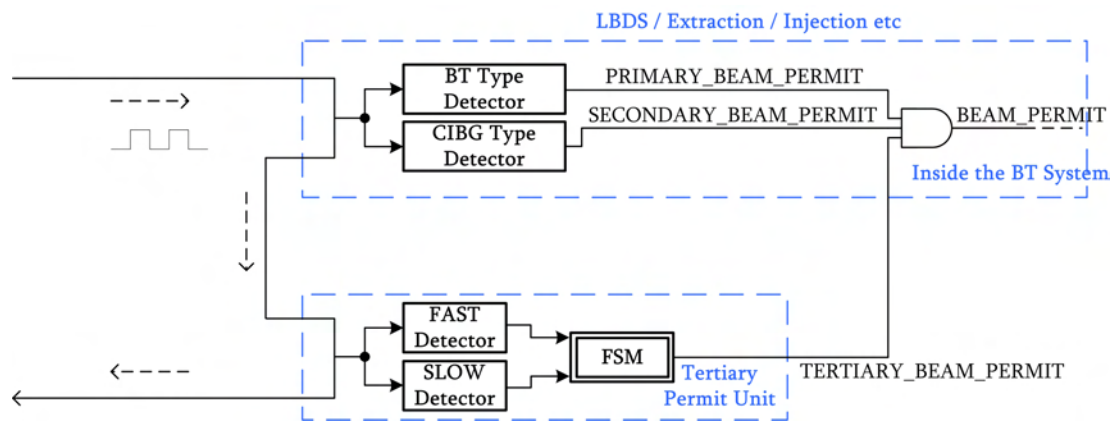 LBDS / Extraction / Injection etc
BT Type
Detector
PRIMARY_BEAM_PERMIT
SECONDARY_BEAM_PERMIT
BEAM_PERMIT
CIBG Type
Detector
Inside the BT System
FAST
Detector
FSM
SLOW
Detector
Tertiary
Permit Unit
TERTIARY_BEAM_PERMIT